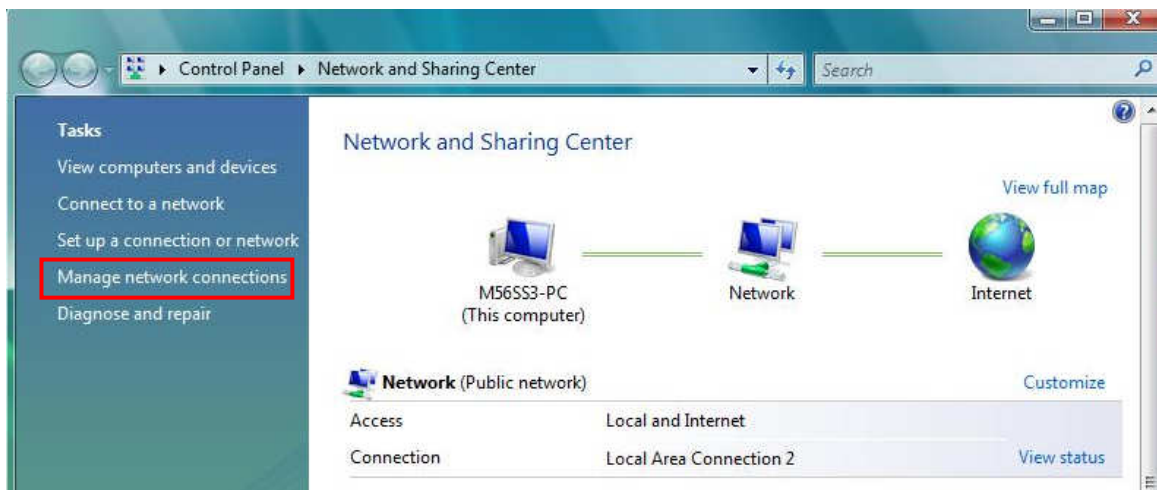 Control Panel Network and Sharing Center Search
Tasks
View computers and devices
Connect to a network
Set up a connection or network
Manage network connections
Diagnose and repair
Network and Sharing Center
View full map
M56SS3-PC
(This computer)
Network
Internet
Network (Public network) Customize
Access Local and Internet
Connection Local Area Connection 2 View status